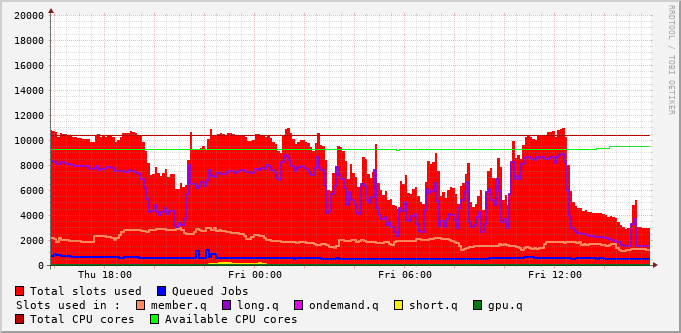 RRDTOOL / TOBI OETIKER
20000
18000
16000
14000
12000
10000
8000
6000
4000
2000
0
Thu 18:00 Fri 00:00 Fri 06:00 Fri 12:00
Total slots used Queued Jobs
Slots used in : member.q long.q ondemand.q short.q gpu.q
Total CPU cores Available CPU cores